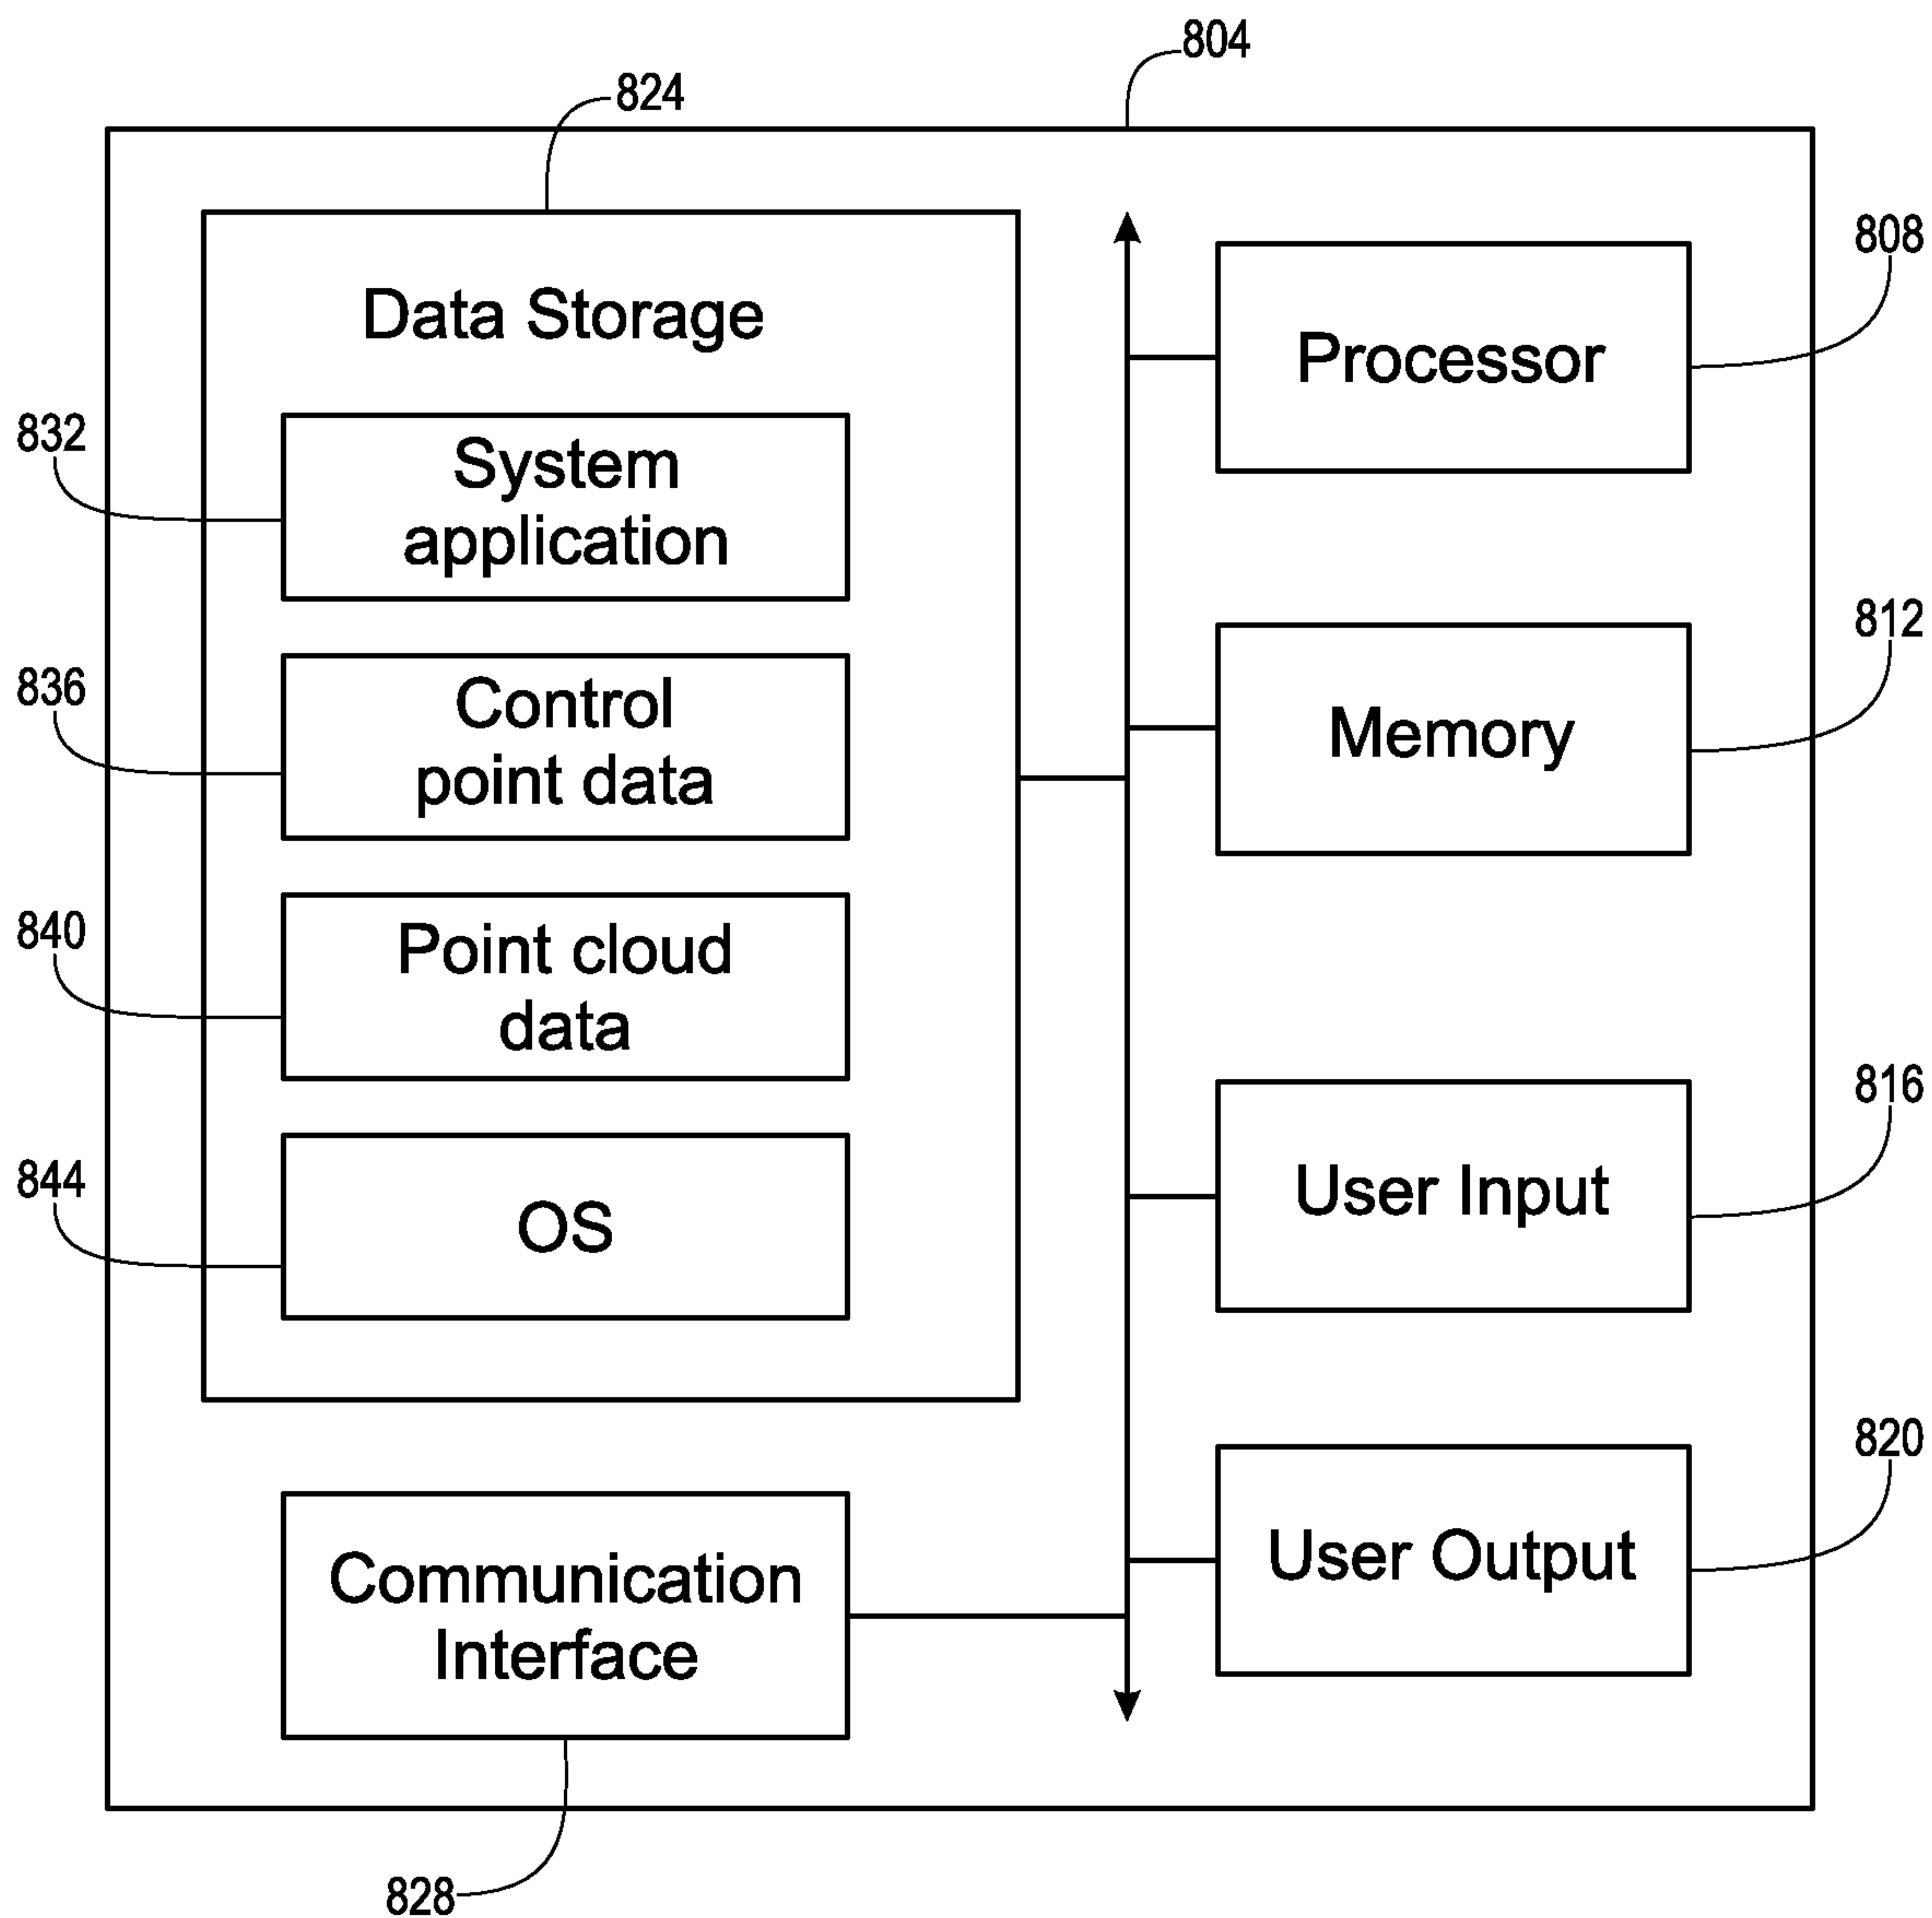 804
824
Data Storage
808
Processor
832
System
application
812
Memory
836
Control
point data
840
Point cloud
data
816
User Input
844
OS
820
User Output
Communication
Interface
828